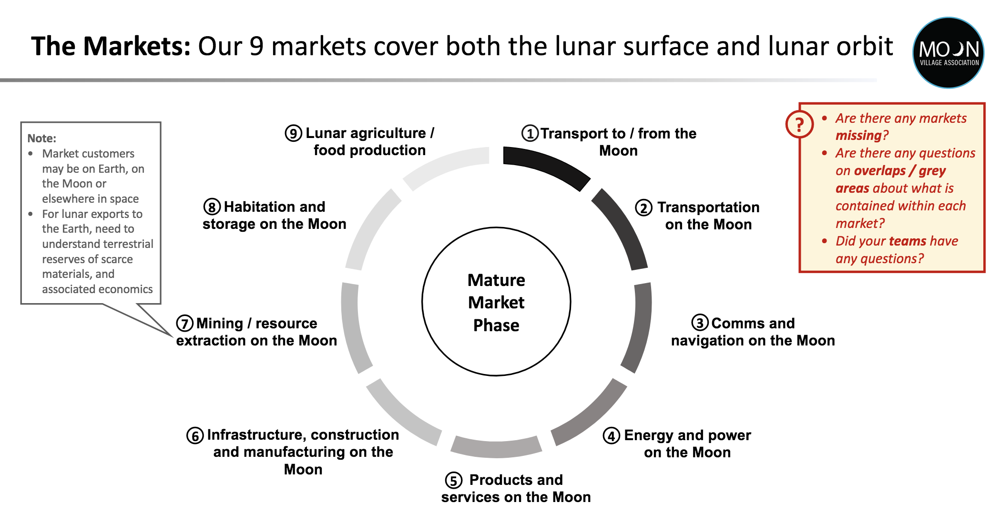 The Markets: Our 9 markets cover both the lunar surface and lunar orbit
MOON
VILLAGE ASSOCIATION
Note:
• Market customers
may be on Earth, on
the Moon or
elsewhere in space
• For lunar exports to
the Earth, need to
understand terrestrial
reserves of scarce
materials, and
associated economics
?
• Are there any markets
missing?
• Are there any questions
on overlaps / grey
areas about what is
contained within each
market?
• Did your teams have
any questions?
1 Transport to / from the
Moon
2 Transportation
on the Moon
3 Comms and
navigation on the Moon
4 Energy and power
on the Moon
5 Products and
services on the Moon
6 Infrastructure, construction
and manufacturing on the
Moon
7 Mining / resource
extraction on the Moon
8 Habitation and
storage on the Moon
9 Lunar agriculture /
food production
Mature
Market
Phase